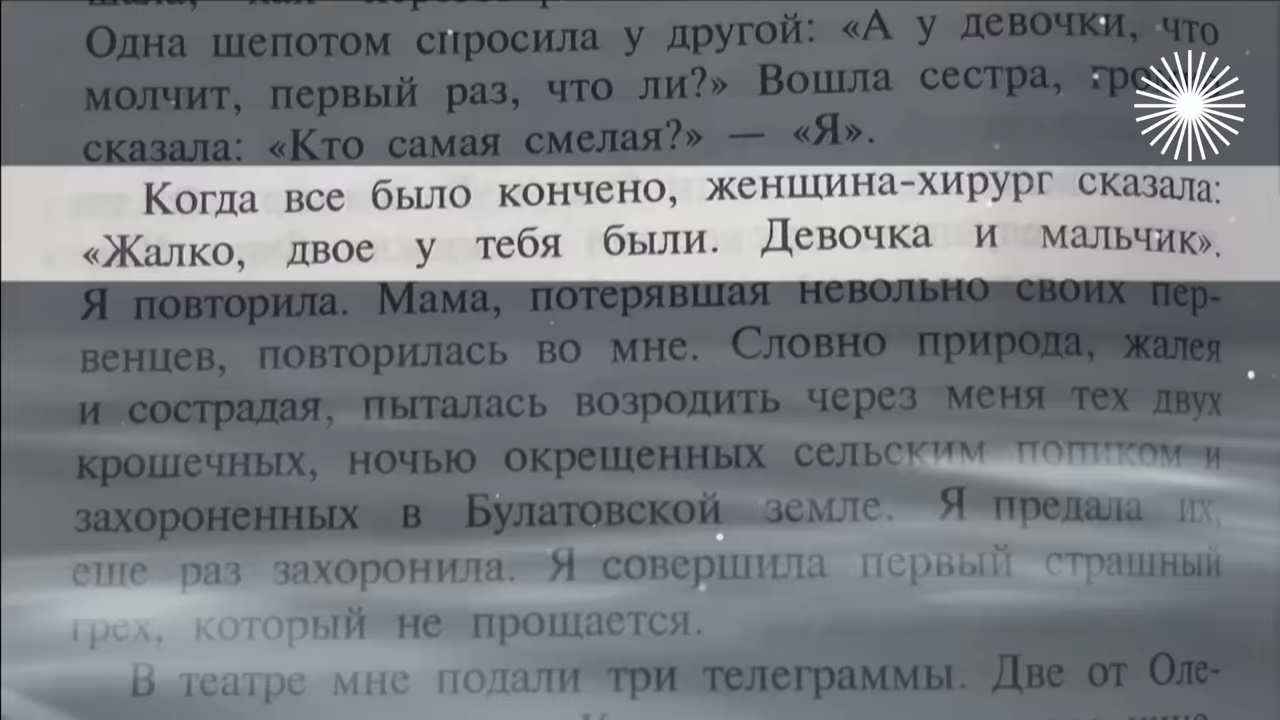 Одна шепотом спросила у другой: «А у девочки, что
молчит, первый раз, что ли?» Вошла сестра,
сказала: «Кто самая смелая?» — «Я».
Когда все было кончено, женщина-хирург сказала:
«Жалко, двое у тебя были. Девочка и мальчик».
Я повторила. Мама, потерявшая невольно своих пер-
венцев, повторилась во мне. Словно природа, жалея
и сострадая, пыталась возродить через меня тех двух
крошечных, ночью окрещенных сельским попиком и
захороненных в Булатовской земле. Я предала их,
еще раз захоронила. Я совершила первый страшный
грех, который не прощается.
В театре мне подали три телеграммы. Две от Оле-